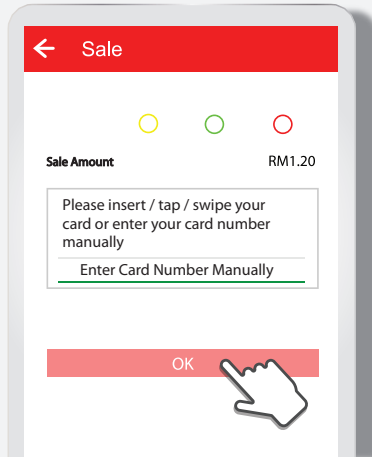 Sale
Sale Amount RM1.20
Please insert / tap / swipe your
card or enter your card number
manually
Enter Card Number Manually
OK